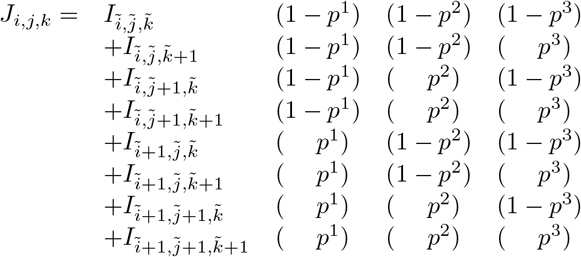 J_{i,j,k} = I_{\tilde{i},\tilde{j},\tilde{k}} (1 − p^1) (1 − p^2) (1 − p^3)
+I_{\tilde{i},\tilde{j},\tilde{k}+1} (1 − p^1) (1 − p^2) ( p^3)
+I_{\tilde{i},\tilde{j}+1,\tilde{k}} (1 − p^1) ( p^2) (1 − p^3)
+I_{\tilde{i},\tilde{j}+1,\tilde{k}+1} (1 − p^1) ( p^2) ( p^3)
+I_{\tilde{i}+1,\tilde{j},\tilde{k}} ( p^1) (1 − p^2) (1 − p^3)
+I_{\tilde{i}+1,\tilde{j},\tilde{k}+1} ( p^1) (1 − p^2) ( p^3)
+I_{\tilde{i}+1,\tilde{j}+1,\tilde{k}} ( p^1) ( p^2) (1 − p^3)
+I_{\tilde{i}+1,\tilde{j}+1,\tilde{k}+1} ( p^1) ( p^2) ( p^3)